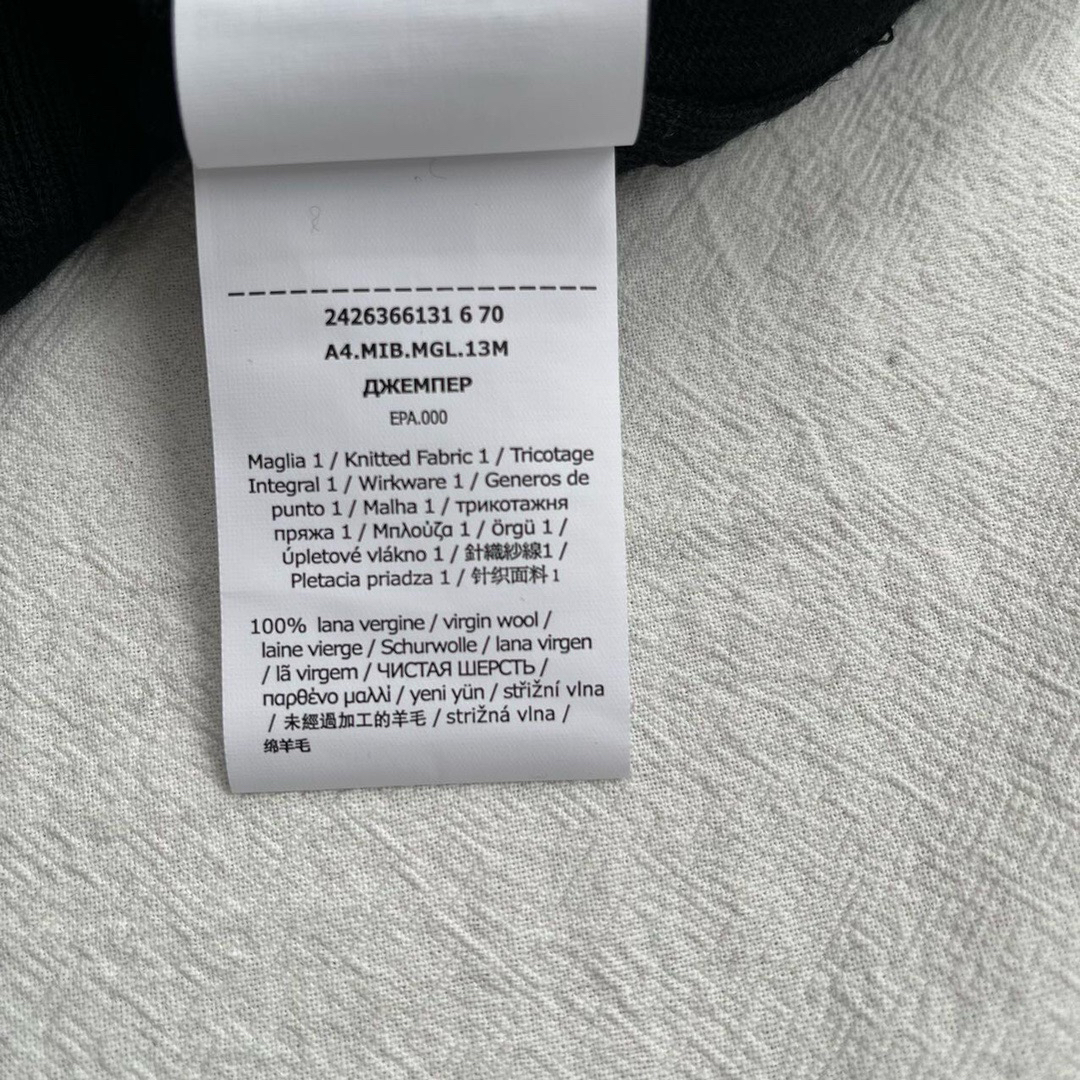 2426366131 6 70
A4.MIB.MGL.13M
ДЖЕМПЕР
EPA.000
Maglia 1 / Knitted Fabric 1 / Tricotage
Integral 1 / Wirkware 1 / Generos de
punto 1 / Malha 1 / трикотажня
пряжа 1 / Μπλούζα 1 / örgü 1 /
Úpletové vlákno 1 / 針織紗線1 /
Pletacia priadza 1 / 针织面料 1
100% lana vergine / virgin wool /
laine vierge / Schurwolle / lana virgen
/ lã virgem / ЧИСТАЯ ШЕРСТЬ /
παρθένο μαλλί / yeni yün / střižní vlna
/ 未經過加工的羊毛 / strižná vlna /
绵羊毛